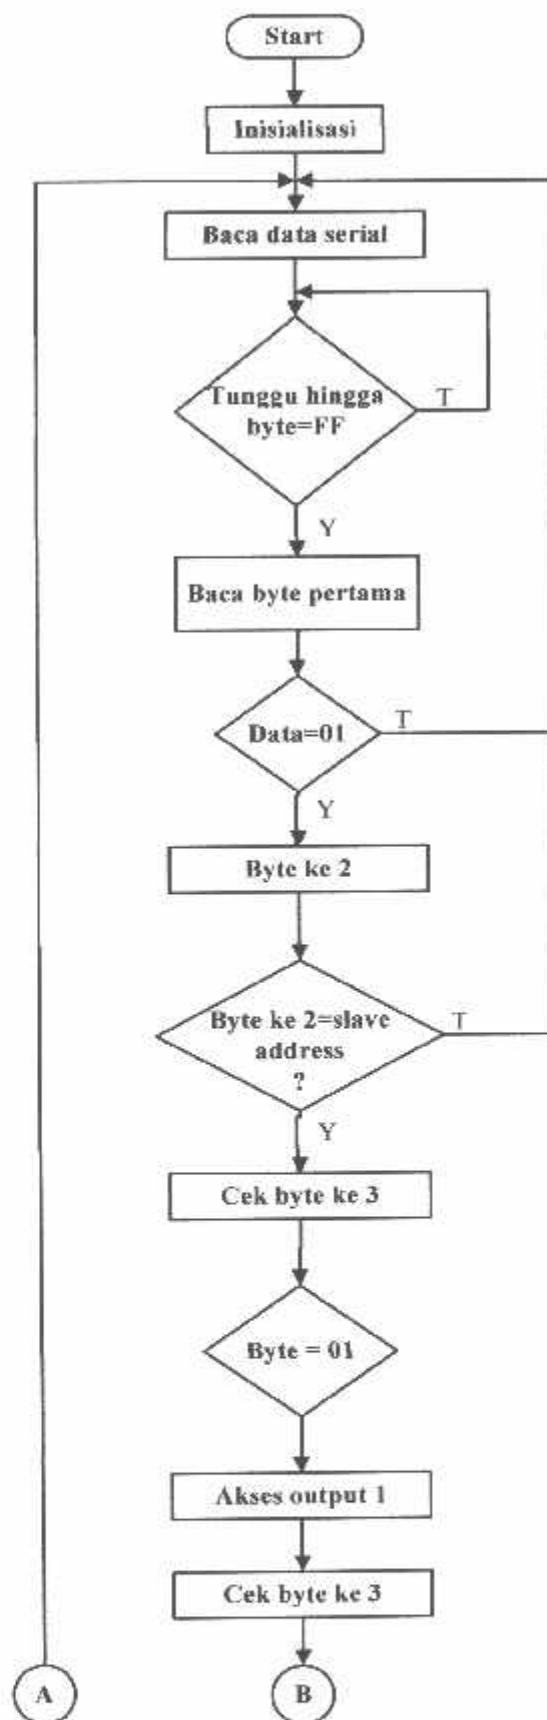 Start
Inisialisasi
Baca data serial
Tunggu hingga
byte=FF
T
Y
Baca byte pertama
Data=01
T
Y
Byte ke 2
Byte ke 2=slave
address
?
T
Y
Cek byte ke 3
Byte = 01
Akses output 1
Cek byte ke 3
A
B